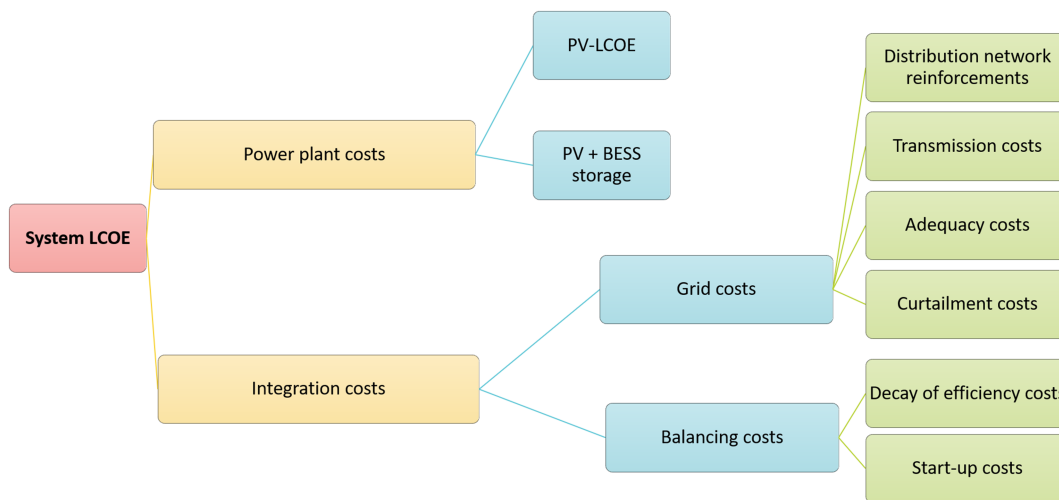 System LCOE
Power plant costs
PV-LCOE
PV + BESS
storage
Integration costs
Grid costs
Distribution network
reinforcements
Transmission costs
Adequacy costs
Curtailment costs
Balancing costs
Decay of efficiency costs
Start-up costs